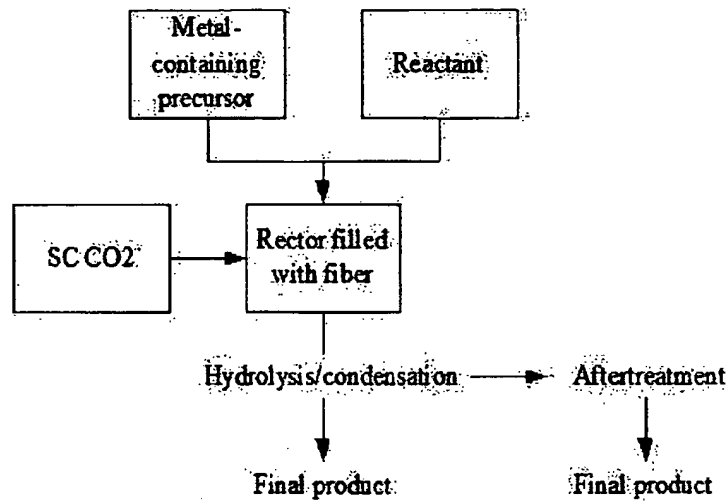 Metal-
containing
precursor
Reactant
SC CO2
Rector filled
with fiber
Hydrolysis/condensation
Aftertreatment
Final product
Final product